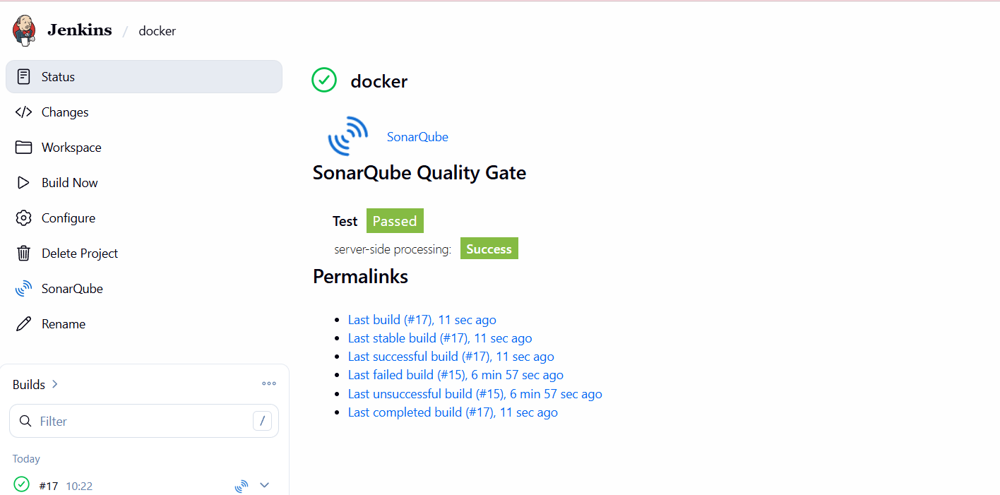 Jenkins / docker
Status
Changes
Workspace
Build Now
Configure
Delete Project
SonarQube
Rename
Builds
Filter /
Today
#17 10:22
docker
SonarQube
SonarQube Quality Gate
Test Passed
server-side processing: Success
Permalinks
Last build (#17), 11 sec ago
Last stable build (#17), 11 sec ago
Last successful build (#17), 11 sec ago
Last failed build (#15), 6 min 57 sec ago
Last unsuccessful build (#15), 6 min 57 sec ago
Last completed build (#17), 11 sec ago